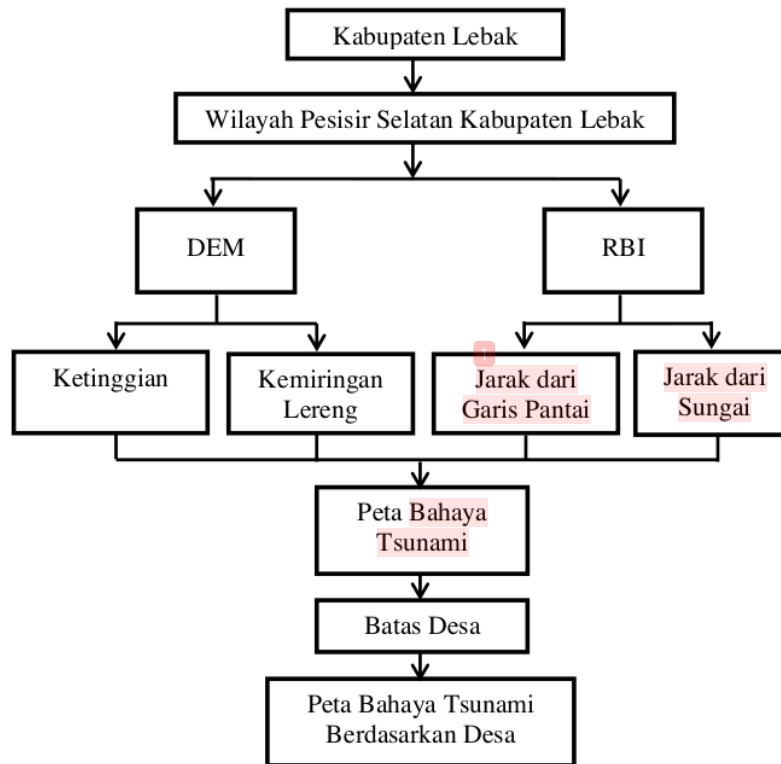 Kabupaten Lebak
Wilayah Pesisir Selatan Kabupaten Lebak
DEM
RBI
Ketinggian
Kemiringan
Lereng
1
Jarak dari
Garis Pantai
Jarak dari
Sungai
Peta Bahaya
Tsunami
Batas Desa
Peta Bahaya Tsunami
Berdasarkan Desa